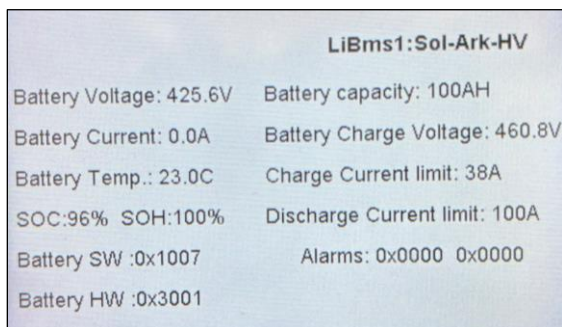 LiBms1:Sol-Ark-HV
Battery Voltage: 425.6V Battery capacity: 100AH
Battery Current: 0.0A Battery Charge Voltage: 460.8V
Battery Temp.: 23.0C Charge Current limit: 38A
SOC:96% SOH:100% Discharge Current limit: 100A
Battery SW :0x1007 Alarms: 0x0000 0x0000
Battery HW :0x3001